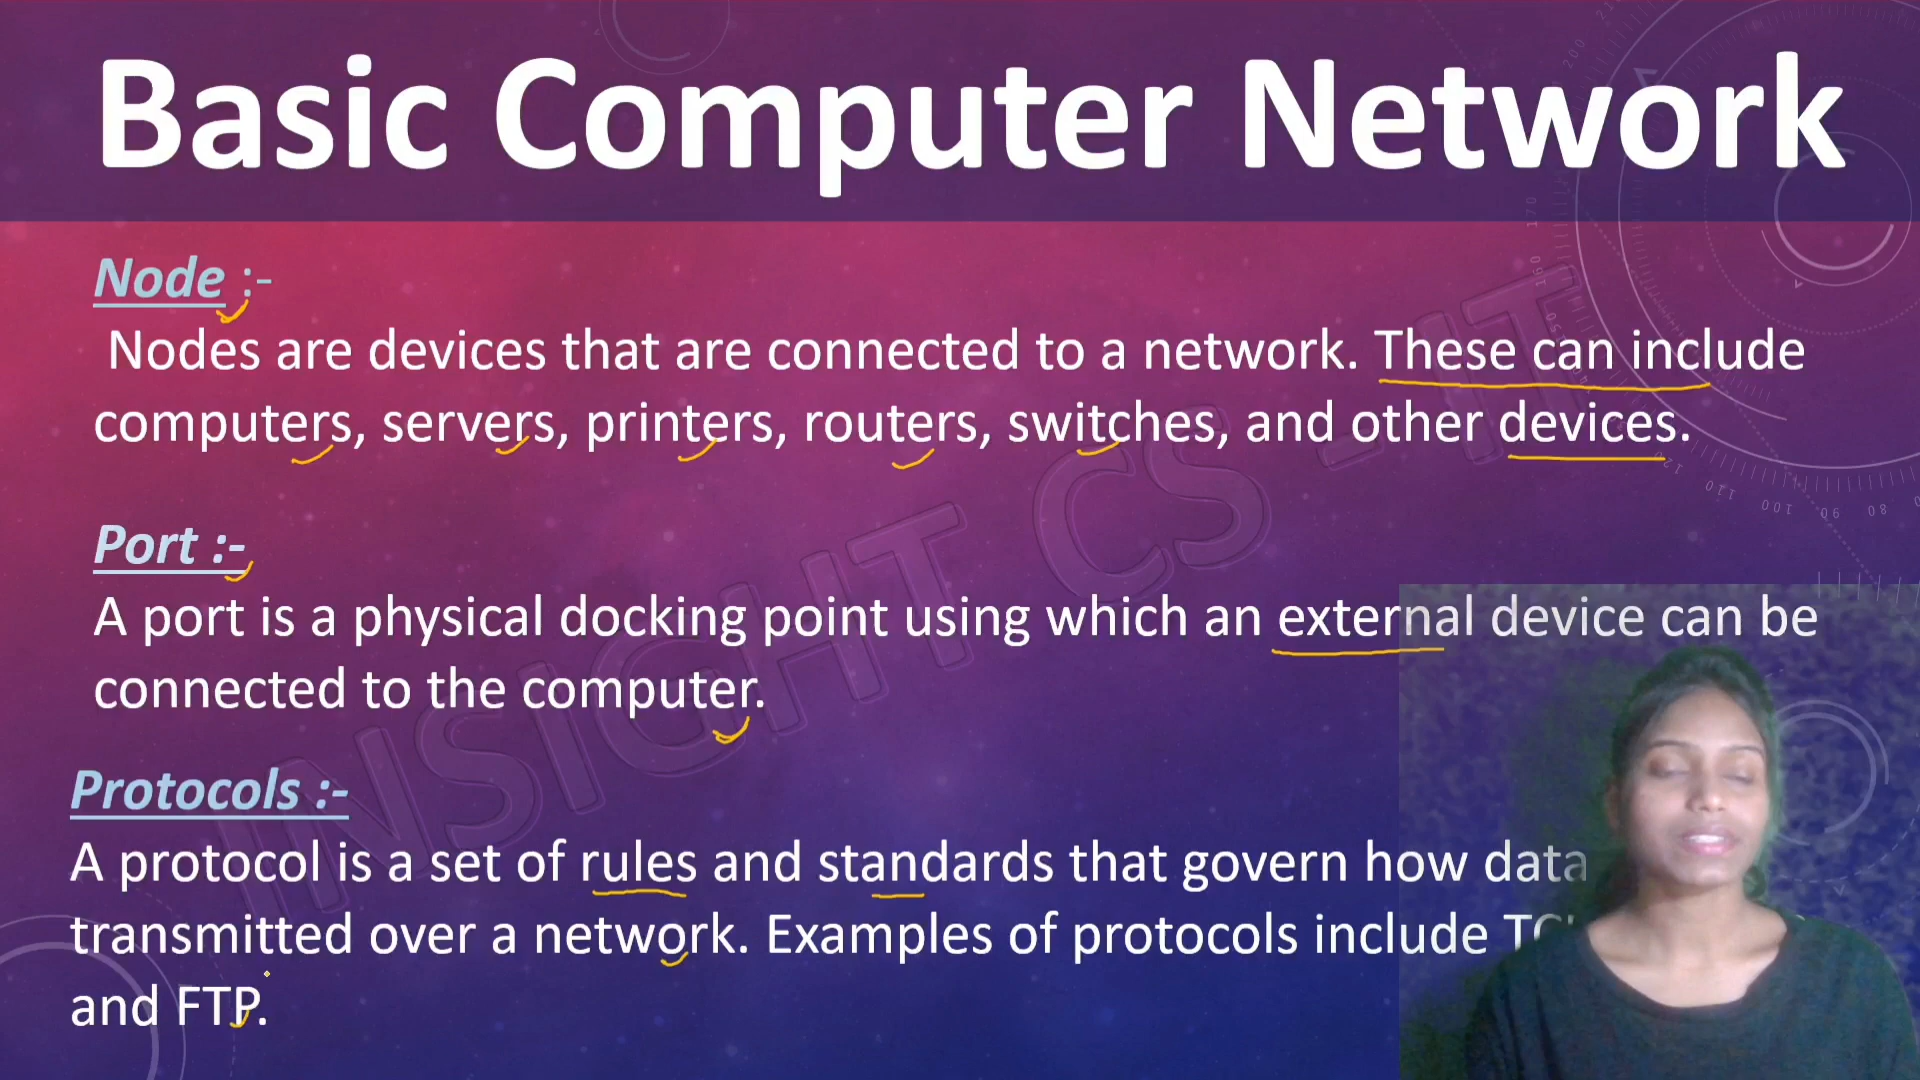 Basic Computer Network
Node :-
Nodes are devices that are connected to a network. These can include
computers, servers, printers, routers, switches, and other devices.
Port :-
A port is a physical docking point using which an external device can be
connected to the computer.
Protocols :-
A protocol is a set of rules and standards that govern how data
transmitted over a network. Examples of protocols include
and FTP.
INSIGHT CS - IT